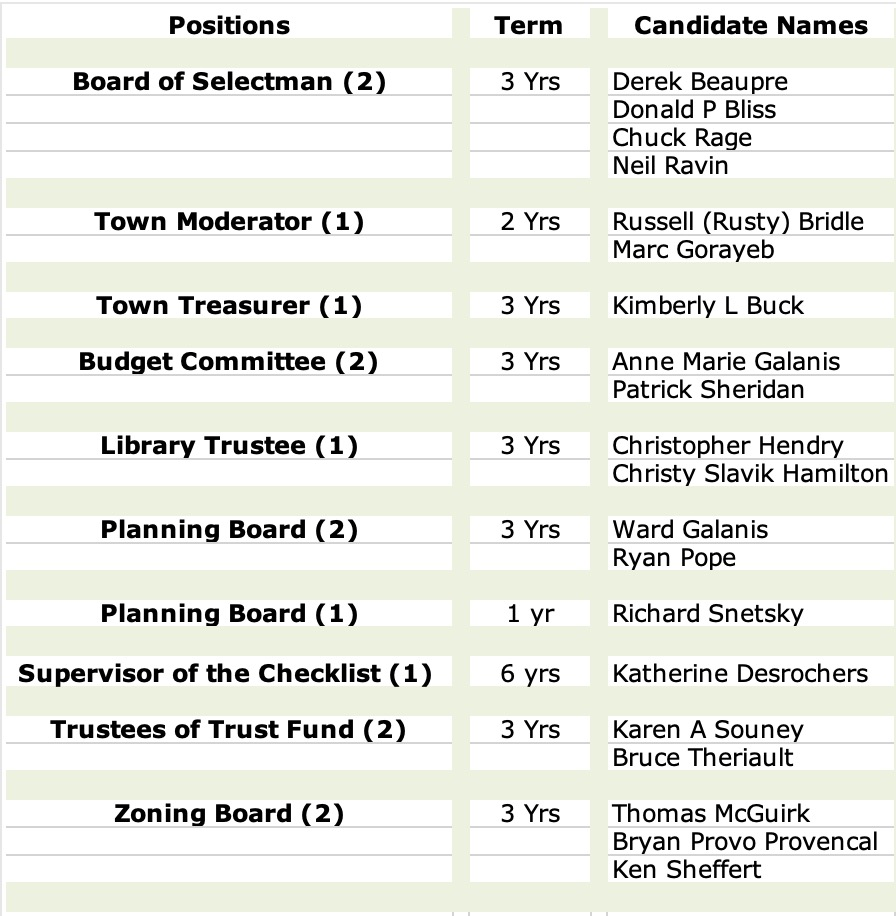 Positions Term Candidate Names
Board of Selectman (2) 3 Yrs Derek Beaupre
Donald P Bliss
Chuck Rage
Neil Ravin
Town Moderator (1) 2 Yrs Russell (Rusty) Bridle
Marc Gorayeb
Town Treasurer (1) 3 Yrs Kimberly L Buck
Budget Committee (2) 3 Yrs Anne Marie Galanis
Patrick Sheridan
Library Trustee (1) 3 Yrs Christopher Hendry
Christy Slavik Hamilton
Planning Board (2) 3 Yrs Ward Galanis
Ryan Pope
Planning Board (1) 1 yr Richard Snetsky
Supervisor of the Checklist (1) 6 yrs Katherine Desrochers
Trustees of Trust Fund (2) 3 Yrs Karen A Souney
Bruce Theriault
Zoning Board (2) 3 Yrs Thomas McGuirk
Bryan Provo Provencal
Ken Sheffert